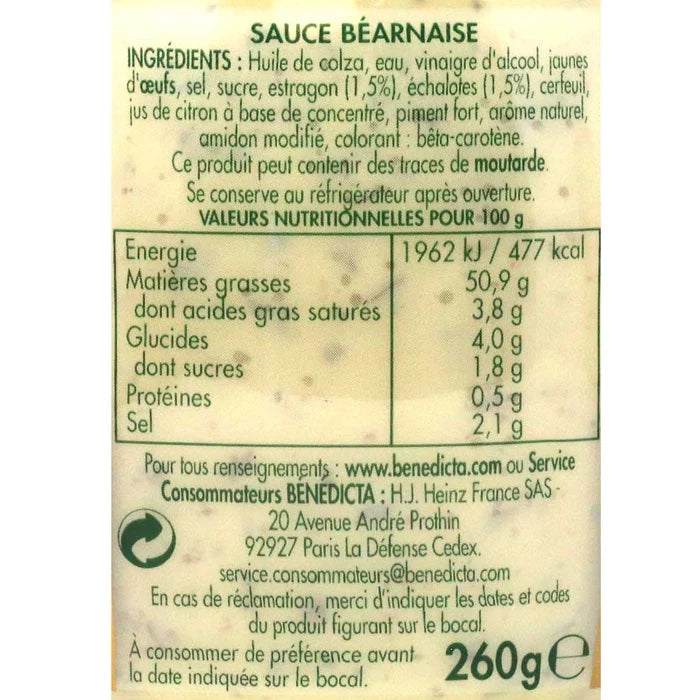 SAUCE BÉARNAISE
INGRÉDIENTS : Huile de colza, eau, vinaigre d'alcool, jaunes
d'œufs, sel, sucre, estragon (1,5%), échalotes (1,5%), cerfeuil,
jus de citron à base de concentré, piment fort, arôme naturel,
amidon modifié, colorant : bêta-carotène.
Ce produit peut contenir des traces de moutarde.
Se conserve au réfrigérateur après ouverture.
VALEURS NUTRITIONNELLES POUR 100 g
Energie 1962 kJ / 477 kcal
Matières grasses 50,9 g
dont acides gras saturés 3,8 g
Glucides 4,0 g
dont sucres 1,8 g
Protéines 0,5 g
Sel 2,1 g
Pour tous renseignements : www.benedicta.com ou Service
Consommateurs BÉNÉDICTA : H.J. Heinz France SAS -
20 Avenue André Prothin
92927 Paris La Défense Cedex.
service.consommateurs@benedicta.com
En cas de réclamation, merci d'indiquer les dates et codes
du produit figurant sur le bocal.
À consommer de préférence avant
la date indiquée sur le bocal.
260g e